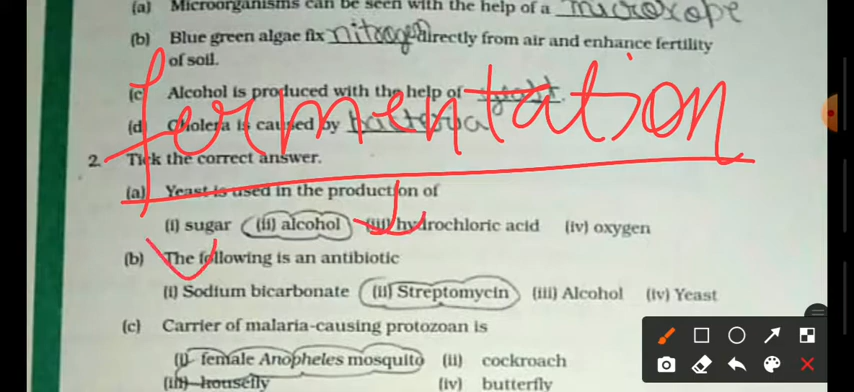 (a) Microorganisms can be seen with the help of a microxope
(b) Blue green algae fix nitrogen directly from air and enhance fertility
of soil.
(c) Alcohol is produced with the help of yeast.
(d) Cholera is caused by bacteria
fermentation
2. Tick the correct answer.
(a) Yeast is used in the production of
(i) sugar (ii) alcohol (iii) hydrochloric acid (iv) oxygen
(b) The following is an antibiotic
(i) Sodium bicarbonate (ii) Streptomycin (iii) Alcohol (iv) Yeast
(c) Carrier of malaria-causing protozoan is
(i) female Anopheles mosquito (ii) cockroach
(iii) housefly (iv) butterfly